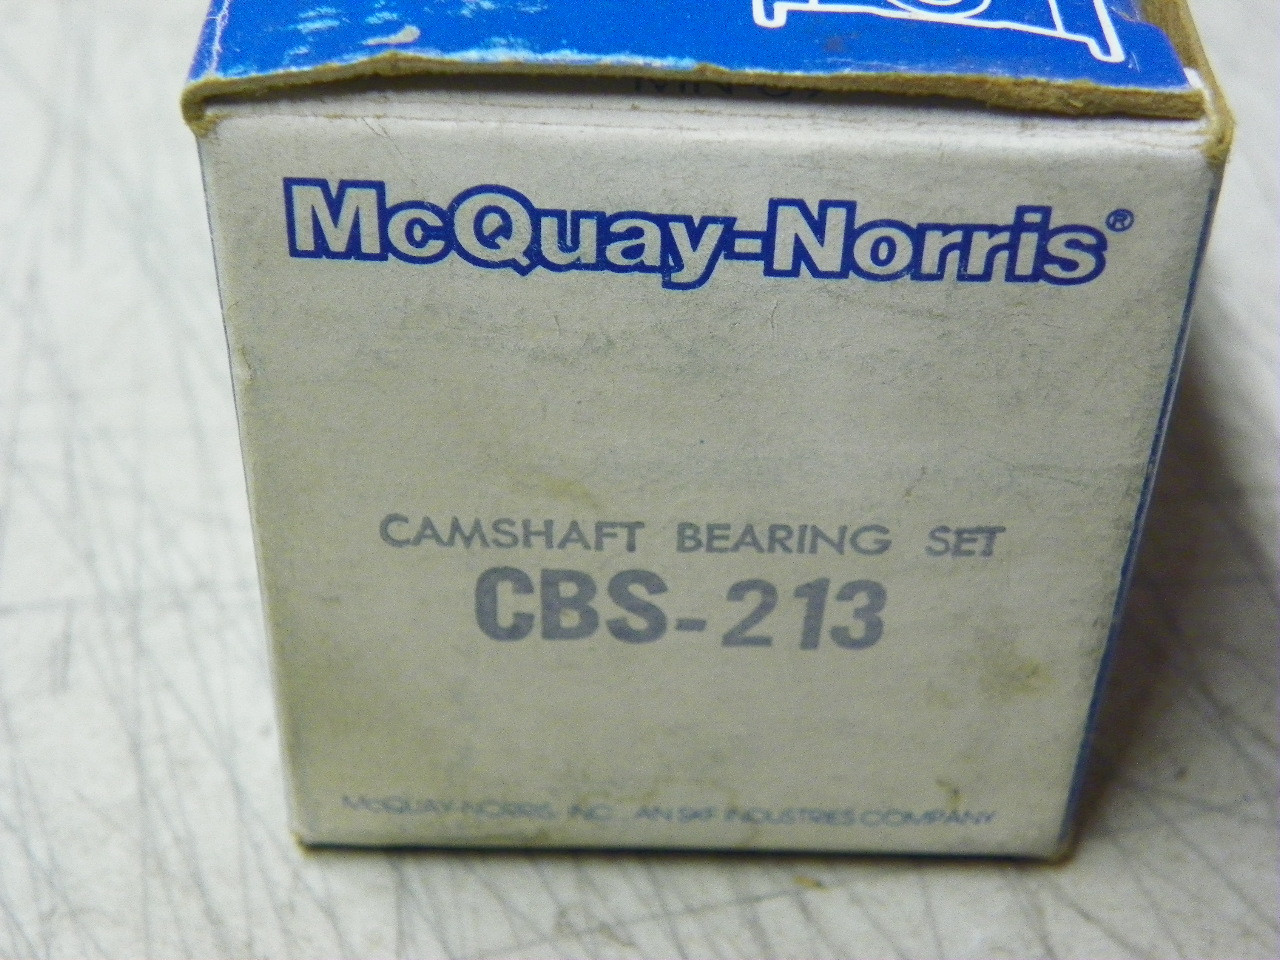 McQuay-Norris®
CAMSHAFT BEARING SET
CBS-213
McQUAY-NORRIS, INC. AN SKF INDUSTRIES COMPANY